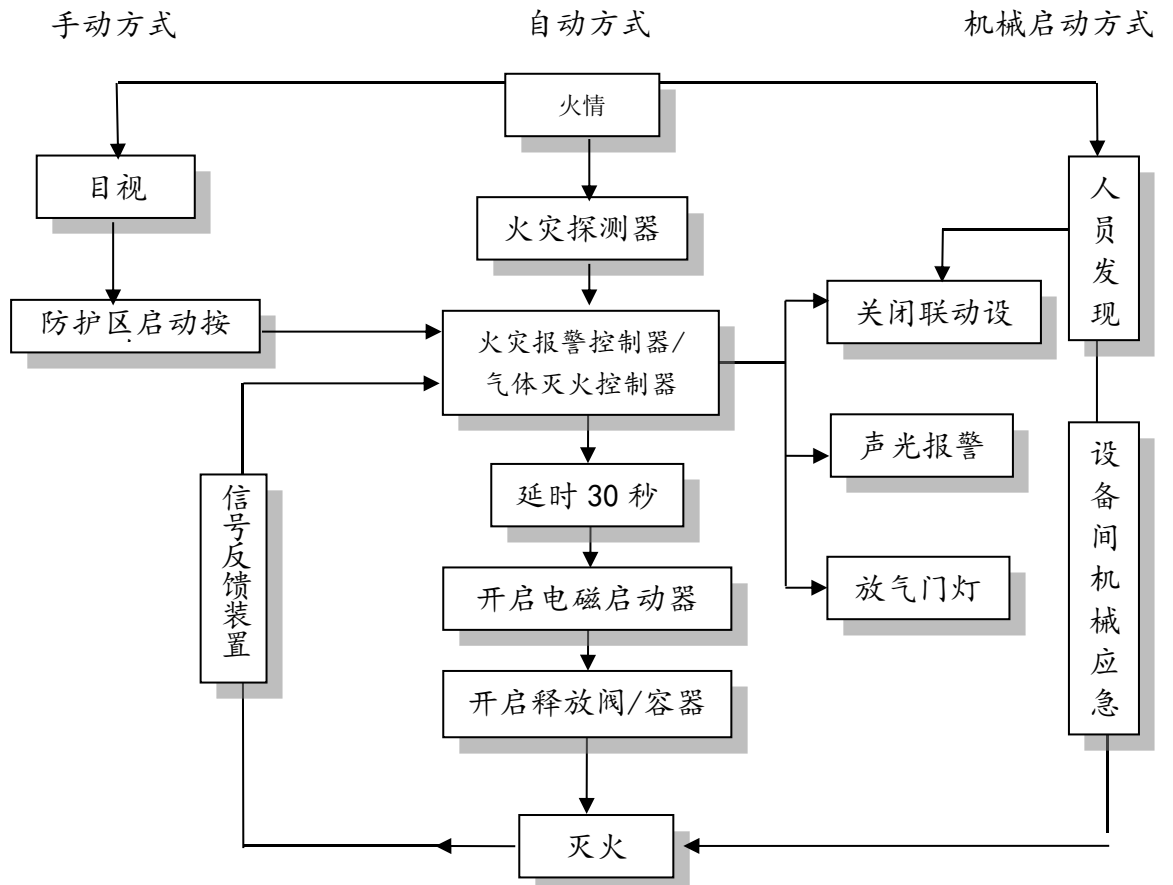 手动方式
自动方式
机械启动方式
火情
目视
火灾探测器
人员发现
防护区启动按
关闭联动设
火灾报警控制器/
气体灭火控制器
声光报警
设备间机械应急
信号反馈装置
延时 30 秒
开启电磁启动器
放气门灯
开启释放阀/容器
灭火